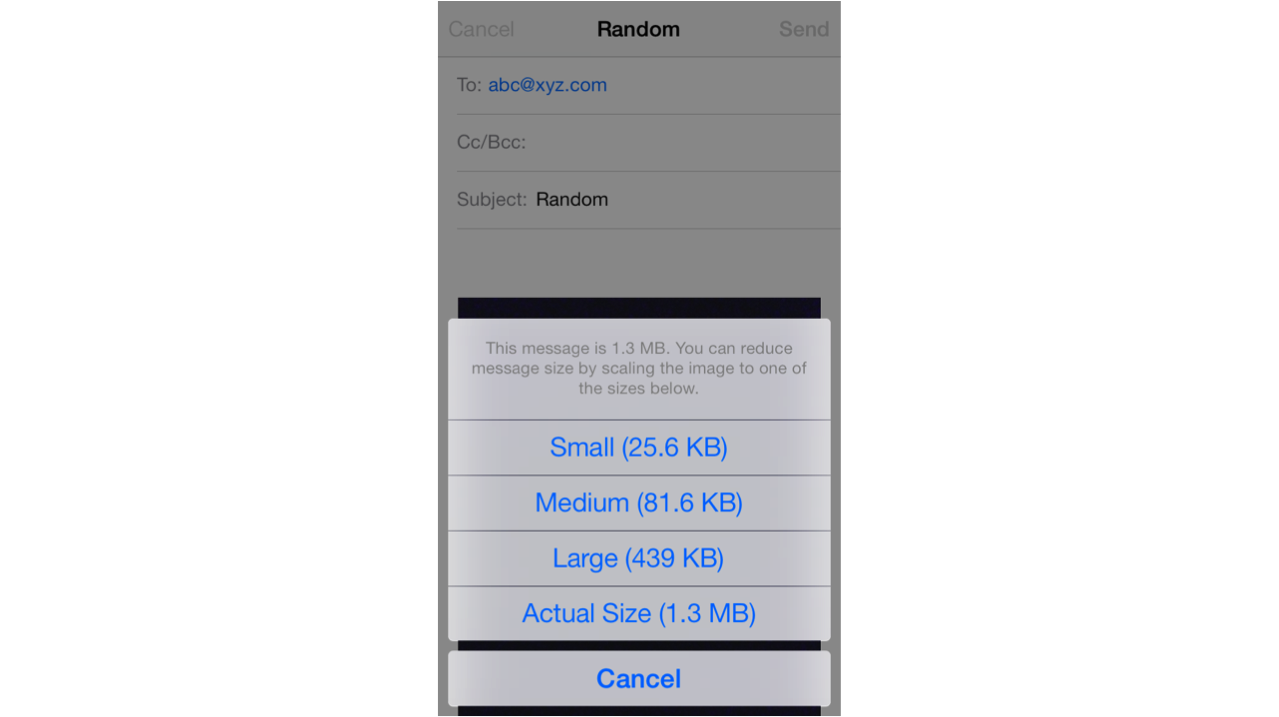 Cancel Random Send
To: abc@xyz.com
Cc/Bcc:
Subject: Random
This message is 1.3 MB. You can reduce
message size by scaling the image to one of
the sizes below.
Small (25.6 KB)
Medium (81.6 KB)
Large (439 KB)
Actual Size (1.3 MB)
Cancel